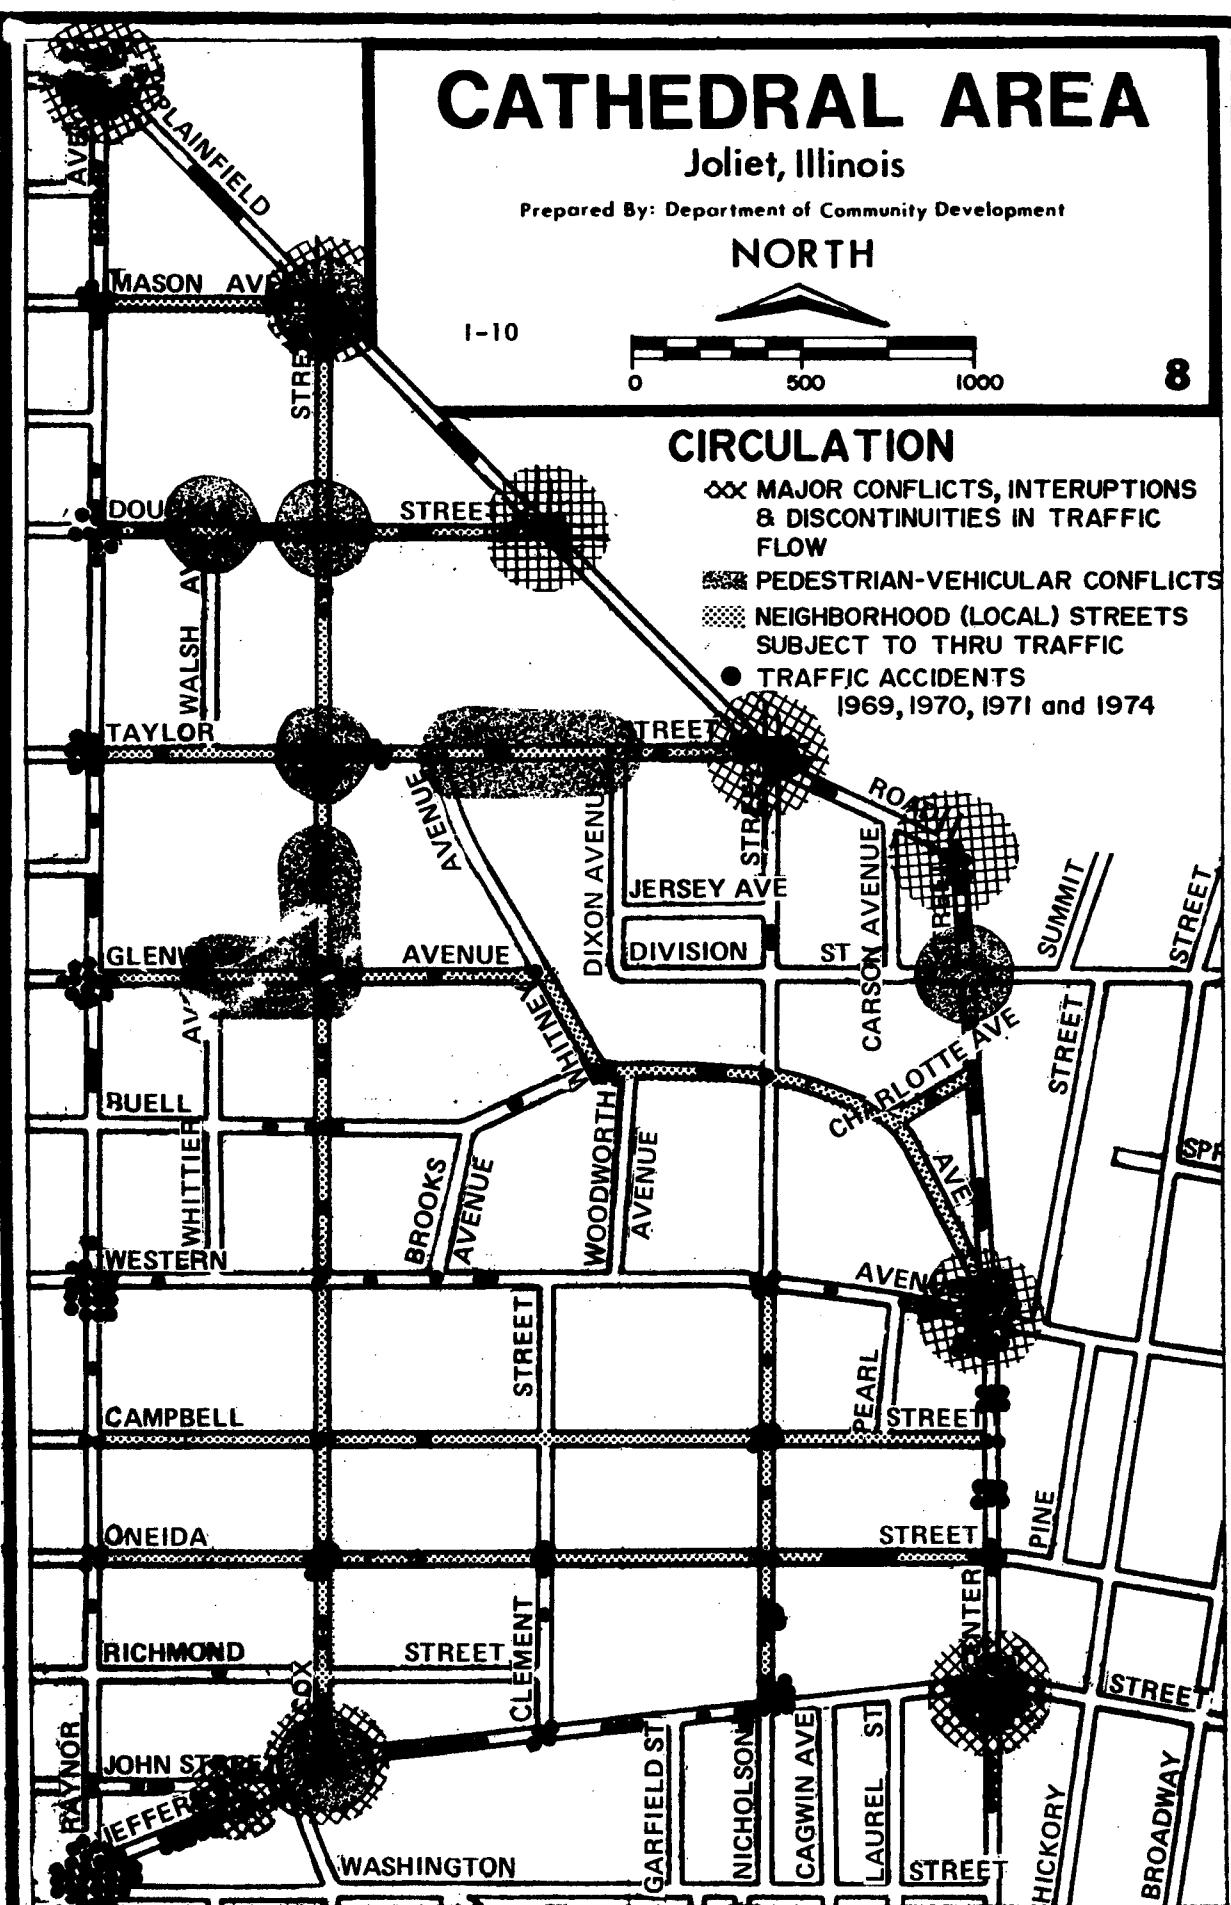 CATHEDRAL AREA
Joliet, Illinois
Prepared By: Department of Community Development
NORTH
I-10
0 500 1000
8
CIRCULATION
MAJOR CONFLICTS, INTERUPTIONS
& DISCONTINUITIES IN TRAFFIC
FLOW
PEDESTRIAN-VEHICULAR CONFLICTS
NEIGHBORHOOD (LOCAL) STREETS
SUBJECT TO THRU TRAFFIC
TRAFFIC ACCIDENTS
1969, 1970, 1971 and 1974
PLAINFIELD
MASON AVE
STREET
WALSH
TAYLOR
STREET
ROAD
AVENUE
DIXON AVENUE
JERSEY AVE
DIVISION ST
CARSON AVENUE
SUMMIT
STREET
STREET
AVENUE
WHITNEY
CHARLOTTE AVE
BUELL
WHITTIER
BROOKS
AVENUE
WOODWORTH
AVENUE
AVE
WESTERN
STREET
PEARL
CAMPBELL
STREET
ONEIDA
STREET
PINE
RICHMOND
STREET
CLEMENT
STREET
RAYNOR
JOHN STREET
WASHINGTON
GARFIELD ST
NICHOLSON
CAGWIN AVE
LAUREL ST
STREET
HICKORY
BROADWAY